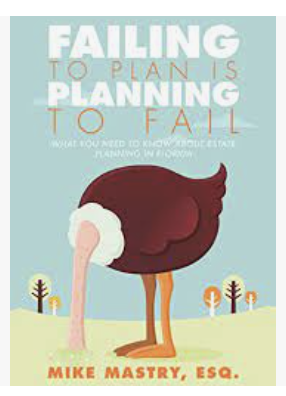 FAILING
TO PLAN IS
PLANNING
TO FAIL
WHAT YOU NEED TO KNOW ABOUT ESTATE
PLANNING IN FLORIDA
MIKE MASTRY, ESQ.